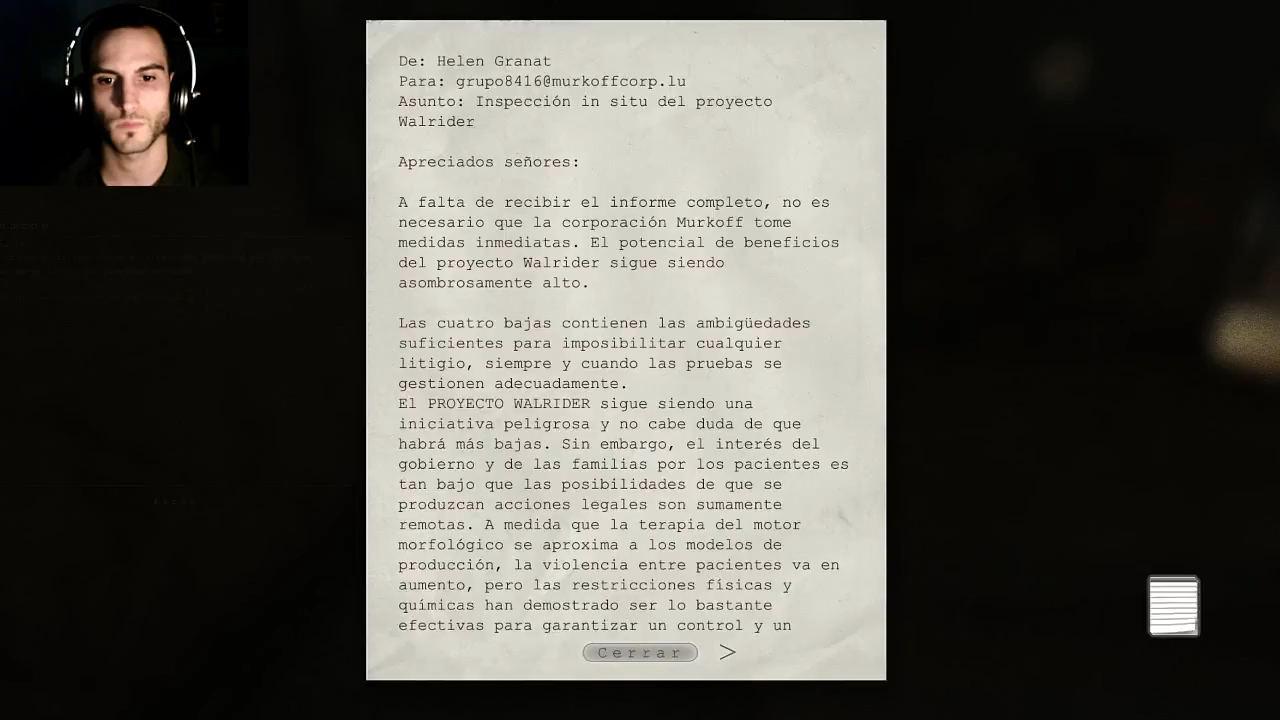 De: Helen Granat
Para: grupo8416@murkoffcorp.lu
Asunto: Inspección in situ del proyecto
Walrider
Apreciados señores:
A falta de recibir el informe completo, no es
necesario que la corporación Murkoff tome
medidas inmediatas. El potencial de beneficios
del proyecto Walrider sigue siendo
asombrosamente alto.
Las cuatro bajas contienen las ambigüedades
suficientes para imposibilitar cualquier
litigio, siempre y cuando las pruebas se
gestionen adecuadamente.
El PROYECTO WALRIDER sigue siendo una
iniciativa peligrosa y no cabe duda de que
habrá más bajas. Sin embargo, el interés del
gobierno y de las familias por los pacientes es
tan bajo que las posibilidades de que se
produzcan acciones legales son sumamente
remotas. A medida que la terapia del motor
morfológico se aproxima a los modelos de
producción, la violencia entre pacientes va en
aumento, pero las restricciones físicas y
químicas han demostrado ser lo bastante
efectivas para garantizar un control y un
Cerrar >